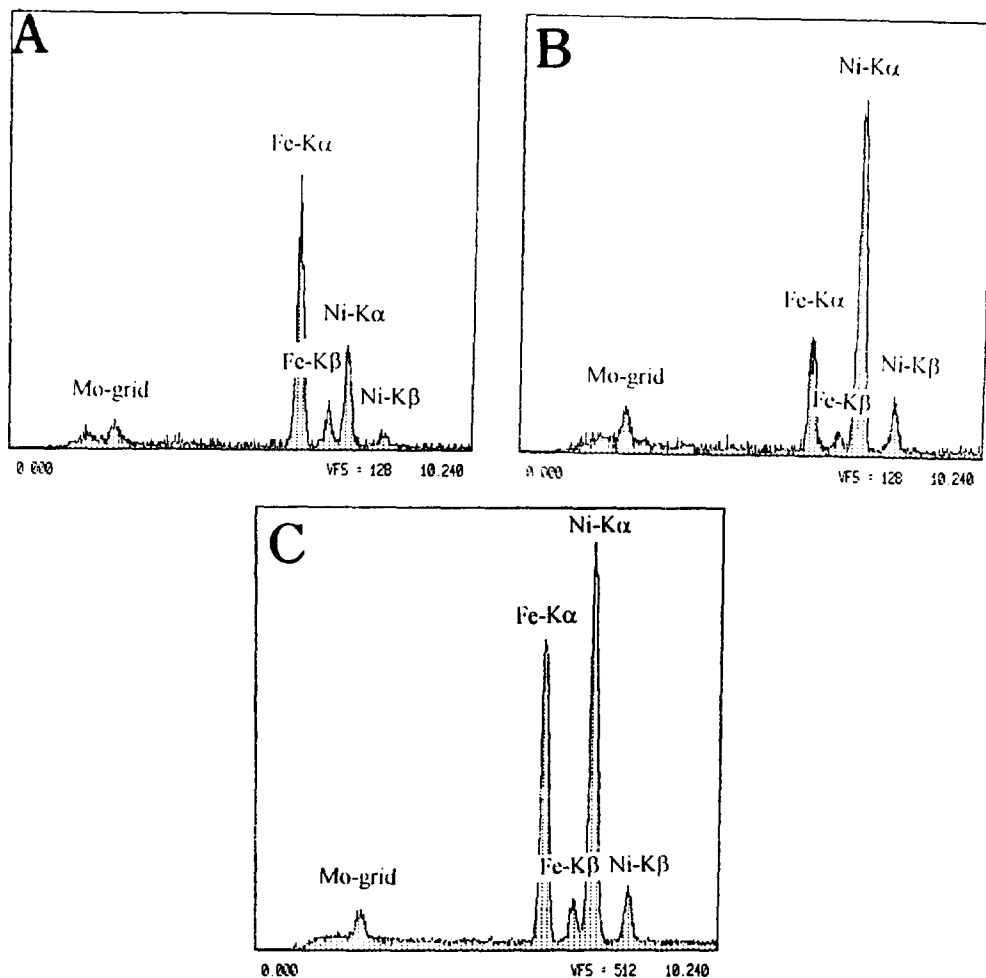 A
Fe-Kα
Ni-Kα
Fe-Kβ
Mo-grid
Ni-Kβ
0.000 VFS = 128 10.240
B
Ni-Kα
Fe-Kα
Ni-Kβ
Mo-grid
Fe-Kβ
0.000 VFS = 128 10.240
C
Ni-Kα
Fe-Kα
Fe-Kβ Ni-Kβ
Mo-grid
0.000 VFS = 512 10.240